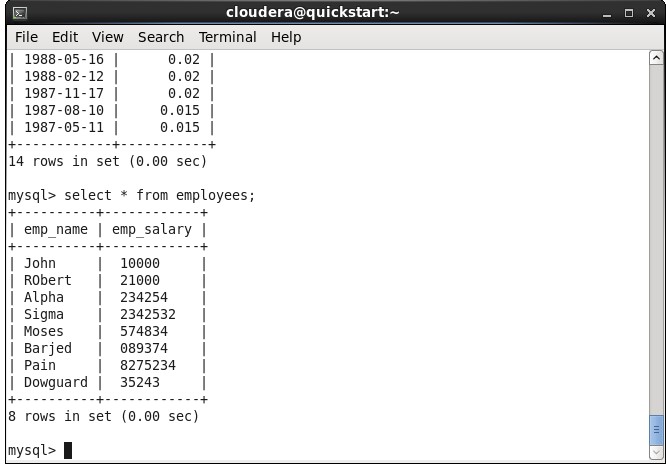 cloudera@quickstart:~
File Edit View Search Terminal Help
| 1988-05-16 |      0.02 |
| 1988-02-12 |      0.02 |
| 1987-11-17 |      0.02 |
| 1987-08-10 |     0.015 |
| 1987-05-11 |     0.015 |
+------------+-----------+
14 rows in set (0.00 sec)

mysql> select * from employees;
+----------+------------+
| emp_name | emp_salary |
+----------+------------+
| John     |  10000     |
| RObert   |  21000     |
| Alpha    |  234254    |
| Sigma    |  2342532   |
| Moses    |  574834    |
| Barjed   |  089374    |
| Pain     |  8275234   |
| Dowguard |  35243     |
+----------+------------+
8 rows in set (0.00 sec)

mysql>